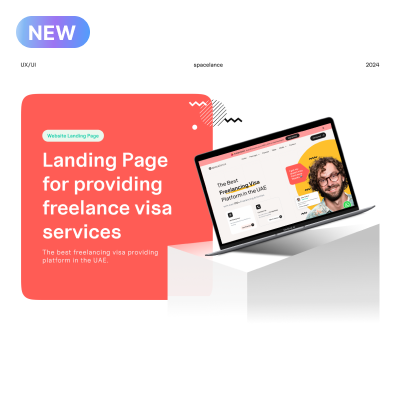 NEW
UX/UI
spacelance
2024
Website Landing Page
Landing Page
for providing
freelance visa
services
The best freelancing visa providing
platform in the UAE.
The Best
Freelancing Visa
Platform in the UAE